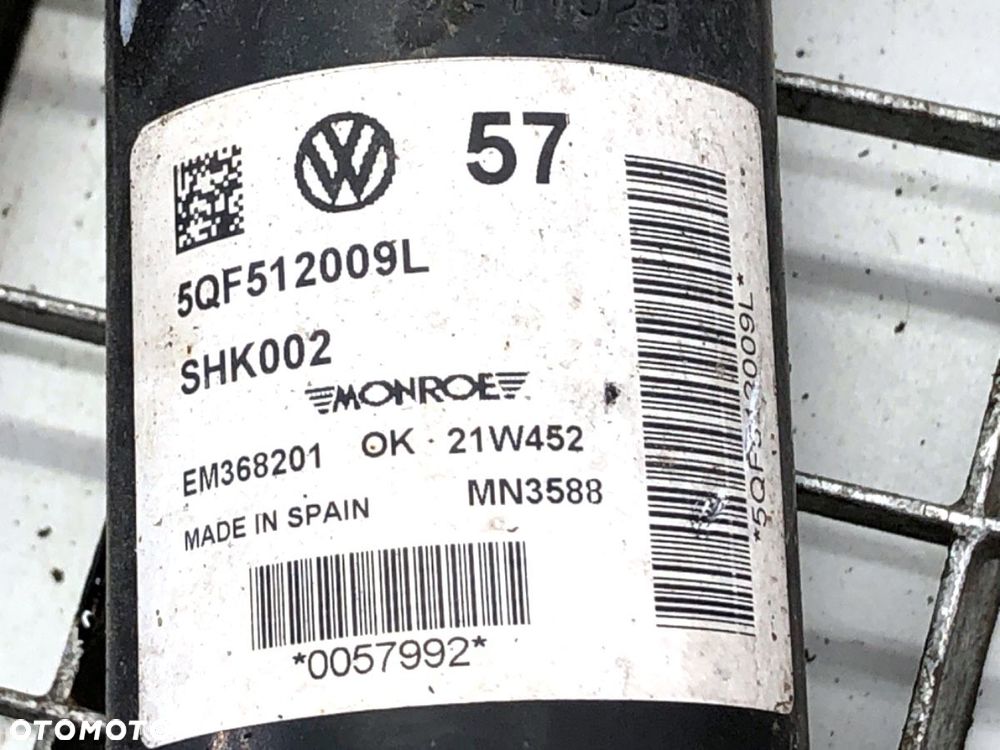 57
5QF512009L
SHK002
MONROE
EM368201 OK · 21W452
MADE IN SPAIN MN3588
*0057992*
OTOMOTO